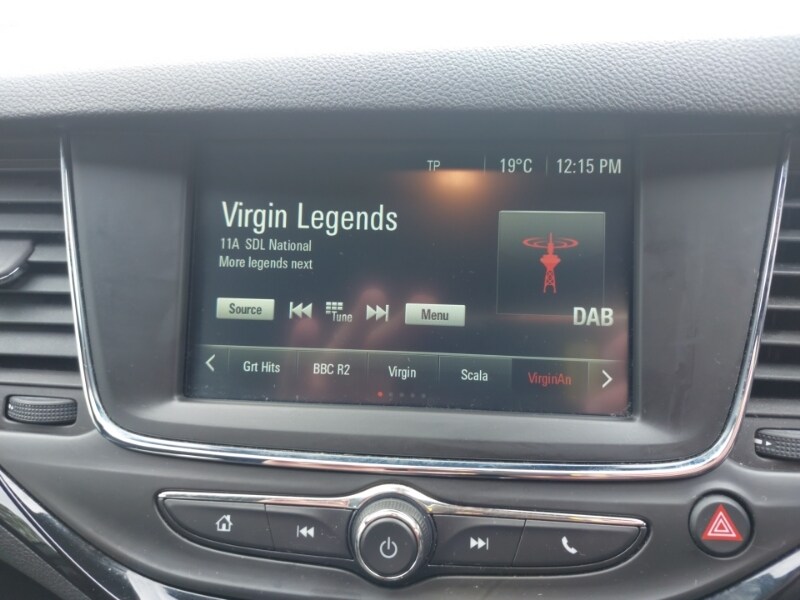 TP 19°C 12:15 PM
Virgin Legends
11A SDL National
More legends next
Source Tune Menu
DAB
Grt Hits BBC R2 Virgin Scala VirginAn